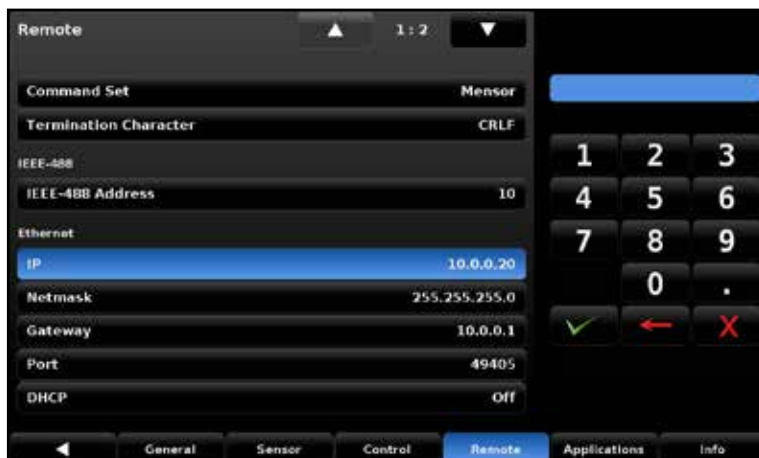 Remote 1 : 2
Command Set Mensor
Termination Character CRLF
1 2 3
IEEE-488
IEEE-488 Address 10
4 5 6
Ethernet
7 8 9
IP 10.0.0.20
0 .
Netmask 255.255.255.0
Gateway 10.0.0.1
Port 49405
DHCP Off
General Sensor Control Remote Applications Info